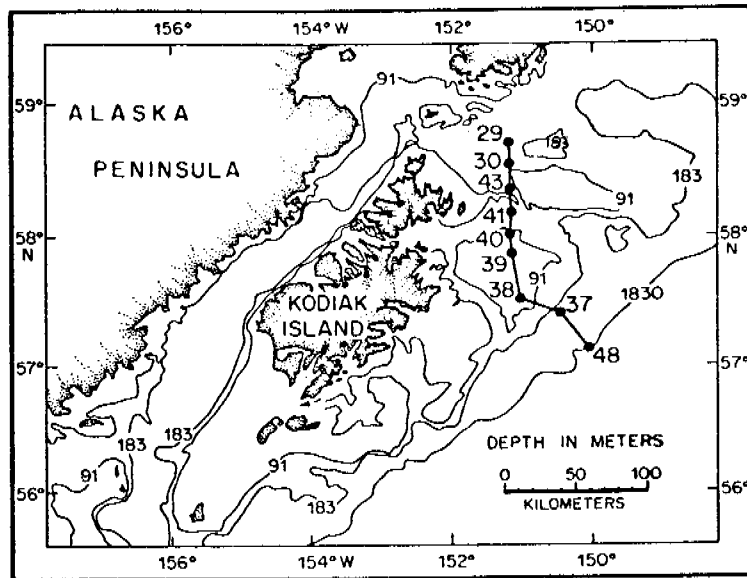 156° 154° W 152° 150°
59° 59°
ALASKA
PENINSULA
91
29
183
30
183
43
91
41
58° 58°
N N
40
39
38
91
37
1830
KODIAK
ISLAND
48
57° 57°
183
183
91
91
DEPTH IN METERS
0 50 100
KILOMETERS
56° 56°
183
156° 154° W 152° 150°